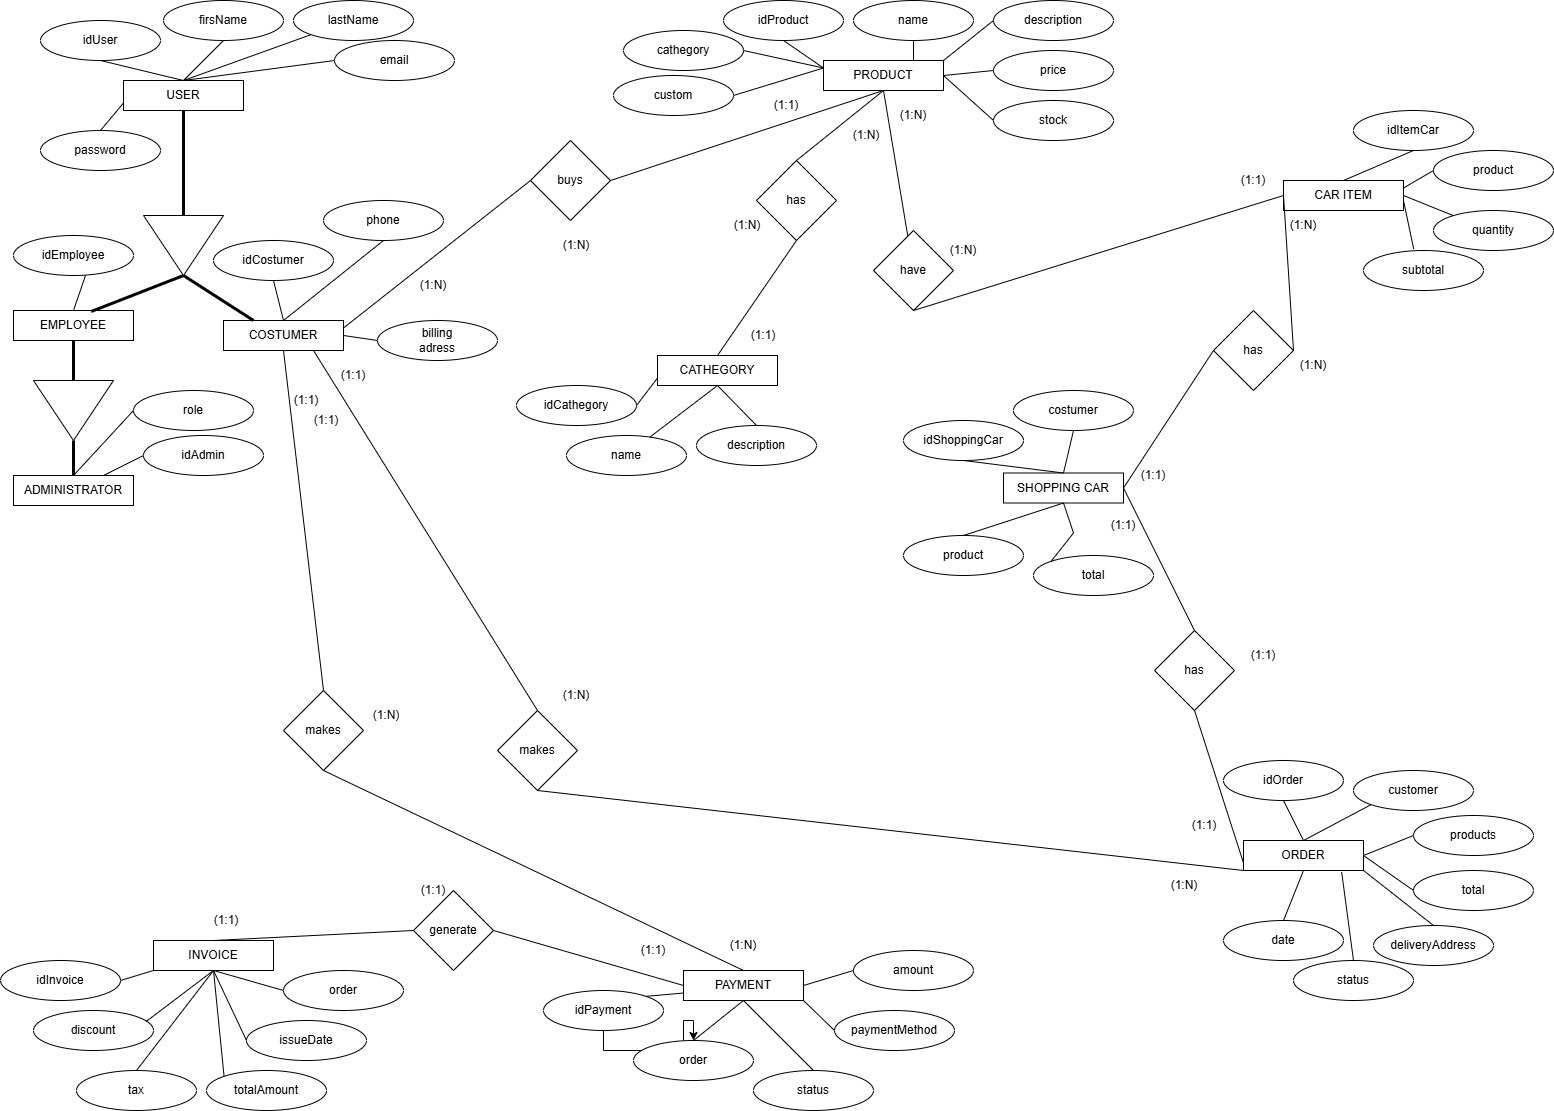 firsName
lastName
idUser
email
USER
password
idProduct
name
description
cathegory
PRODUCT
price
custom
(1:1)
(1:N)
stock
(1:N)
idItemCar
product
buys
(1:1)
CAR ITEM
has
phone
(1:N)
(1:N)
quantity
(1:N)
(1:N)
idEmployee
idCostumer
have
subtotal
(1:N)
EMPLOYEE
COSTUMER
billing
adress
(1:1)
has
(1:N)
(1:1)
CATHEGORY
(1:1)
(1:1)
role
idCathegory
costumer
name
description
idShoppingCar
idAdmin
ADMINISTRATOR
(1:1)
SHOPPING CAR
(1:1)
product
total
(1:1)
has
(1:N)
(1:N)
makes
makes
idOrder
customer
(1:1)
products
ORDER
(1:N)
total
(1:1)
(1:1)
generate
date
deliveryAddress
(1:1)
(1:N)
INVOICE
status
idInvoice
order
PAYMENT
amount
idPayment
discount
issueDate
paymentMethod
order
tax
totalAmount
status